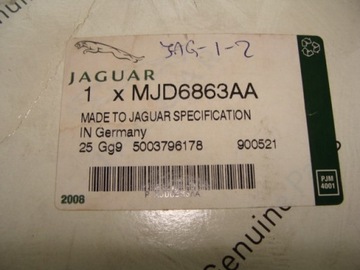 JAG-1-2
JAGUAR
1 x MJD6863AA
MADE TO JAGUAR SPECIFICATION
IN Germany
25 Gg9 5003796178 900521
2006
PJM
4001
Genuine